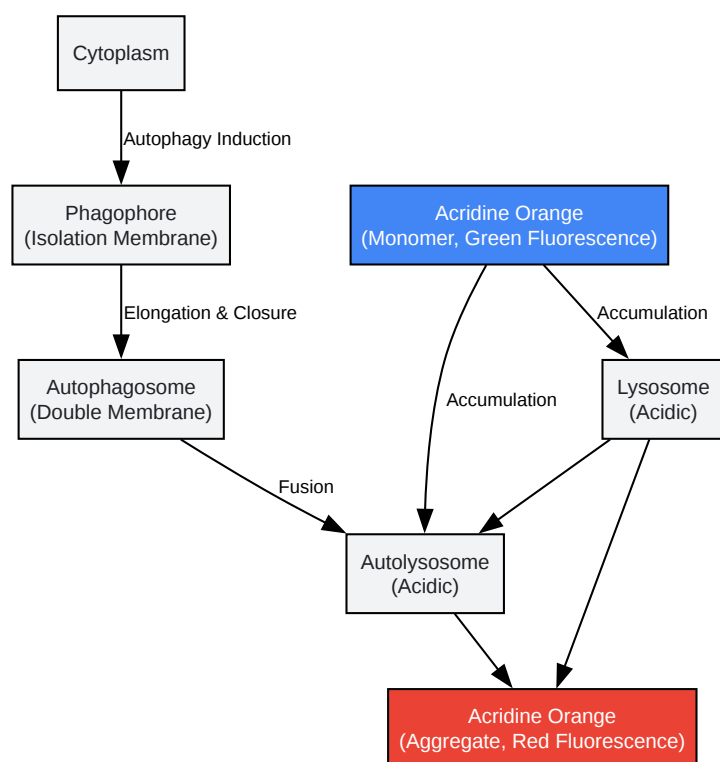 Cytoplasm
Autophagy Induction
Phagophore
(Isolation Membrane)
Acridine Orange
(Monomer, Green Fluorescence)
Elongation & Closure
Accumulation
Autophagosome
(Double Membrane)
Accumulation
Lysosome
(Acidic)
Fusion
Autolysosome
(Acidic)
Acridine Orange
(Aggregate, Red Fluorescence)